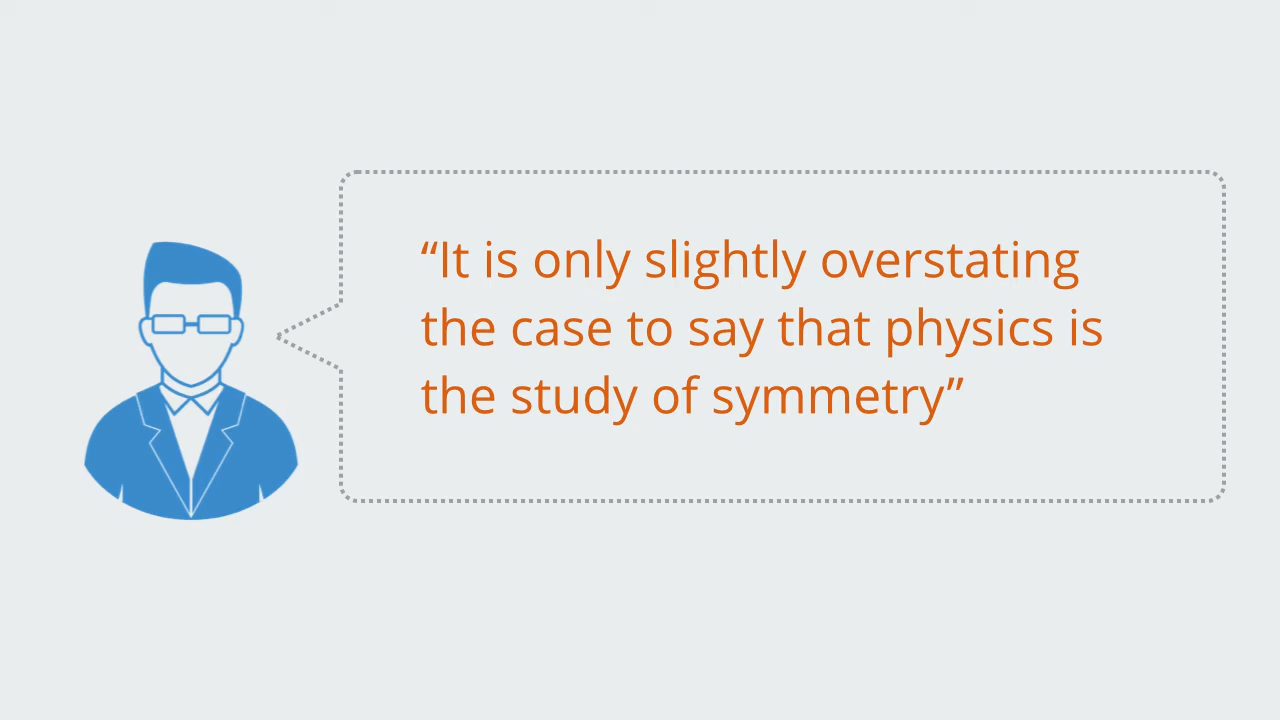 “It is only slightly overstating
the case to say that physics is
the study of symmetry”